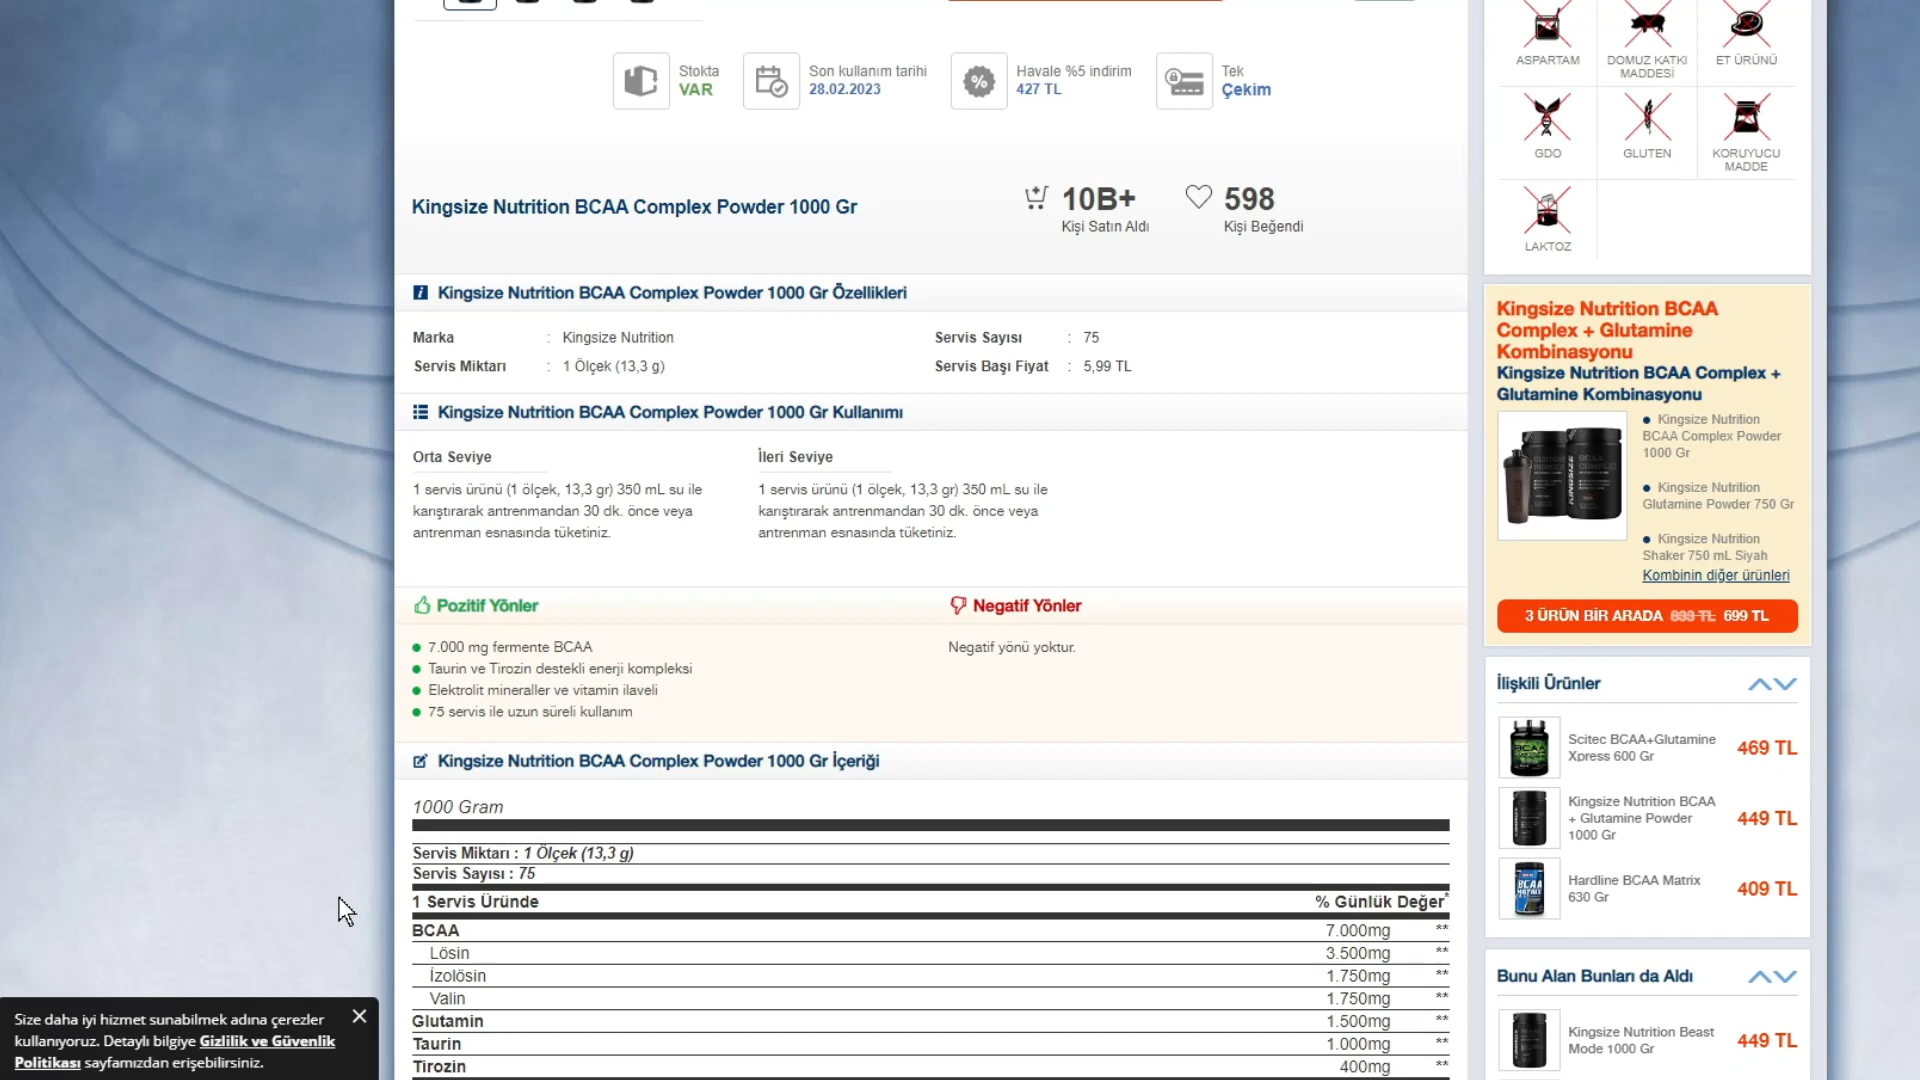 Stokta
VAR
Son kullanım tarihi
28.02.2023
Havale %5 indirim
427 TL
Tek
Çekim
Kingsize Nutrition BCAA Complex Powder 1000 Gr
10B+
Kişi Satın Aldı
598
Kişi Beğendi
Kingsize Nutrition BCAA Complex Powder 1000 Gr Özellikleri
Marka : Kingsize Nutrition
Servis Sayısı : 75
Servis Miktarı : 1 Ölçek (13,3 g)
Servis Başı Fiyat : 5,99 TL
Kingsize Nutrition BCAA Complex Powder 1000 Gr Kullanımı
Orta Seviye
1 servis ürünü (1 ölçek, 13,3 gr) 350 mL su ile
karıştırarak antrenmandan 30 dk. önce veya
antrenman esnasında tüketiniz.
İleri Seviye
1 servis ürünü (1 ölçek, 13,3 gr) 350 mL su ile
karıştırarak antrenmandan 30 dk. önce veya
antrenman esnasında tüketiniz.
Pozitif Yönler
7.000 mg fermente BCAA
Taurin ve Tirozin destekli enerji kompleksi
Elektrolit mineraller ve vitamin ilaveli
75 servis ile uzun süreli kullanım
Negatif Yönler
Negatif yönü yoktur.
Kingsize Nutrition BCAA Complex Powder 1000 Gr İçeriği
1000 Gram
Servis Miktarı : 1 Ölçek (13,3 g)
Servis Sayısı : 75
1 Servis Üründe % Günlük Değer*
BCAA 7.000mg **
Lösin 3.500mg **
İzolösin 1.750mg **
Valin 1.750mg **
Glutamin 1.500mg **
Taurin 1.000mg **
Tirozin 400mg **
ASPARTAM
DOMUZ KATKI
MADDESİ
ET ÜRÜNÜ
GDO
GLUTEN
KORUYUCU
MADDE
LAKTOZ
Kingsize Nutrition BCAA
Complex + Glutamine
Kombinasyonu
Kingsize Nutrition BCAA Complex +
Glutamine Kombinasyonu
Kingsize Nutrition
BCAA Complex Powder
1000 Gr
Kingsize Nutrition
Glutamine Powder 750 Gr
Kingsize Nutrition
Shaker 750 mL Siyah
Kombinin diğer ürünleri
3 ÜRÜN BİR ARADA 699 TL
İlişkili Ürünler
Scitec BCAA+Glutamine
Xpress 600 Gr
469 TL
Kingsize Nutrition BCAA
+ Glutamine Powder
1000 Gr
449 TL
Hardline BCAA Matrix
630 Gr
409 TL
Bunu Alan Bunları da Aldı
Kingsize Nutrition Beast
Mode 1000 Gr
449 TL
Size daha iyi hizmet sunabilmek adına çerezler
kullanıyoruz. Detaylı bilgiye Gizlilik ve Güvenlik
Politikası sayfamızdan erişebilirsiniz.